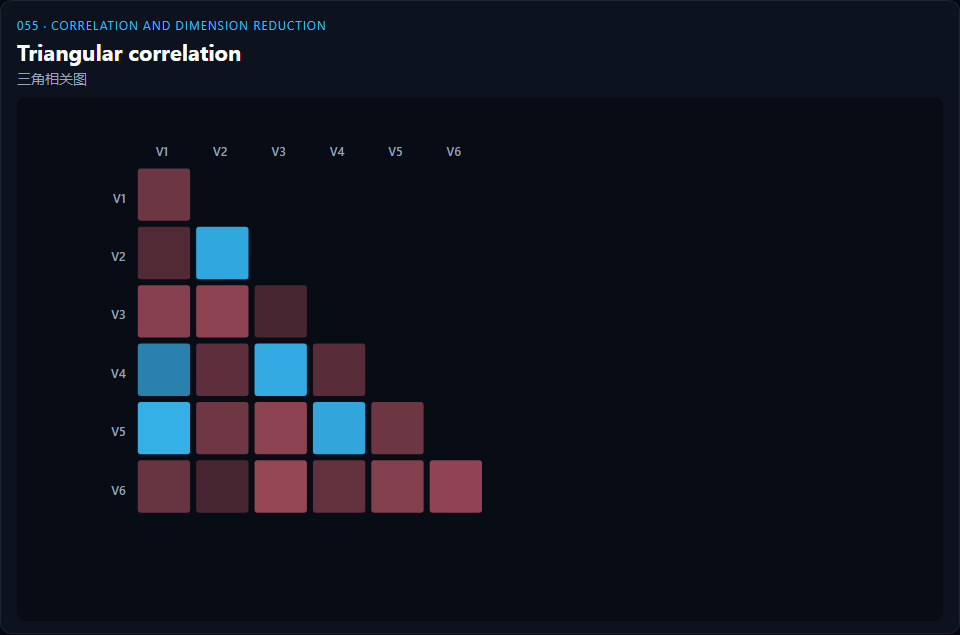 055 · CORRELATION AND DIMENSION REDUCTION
Triangular correlation
三角相关图
V1 V2 V3 V4 V5 V6
V1
V2
V3
V4
V5
V6